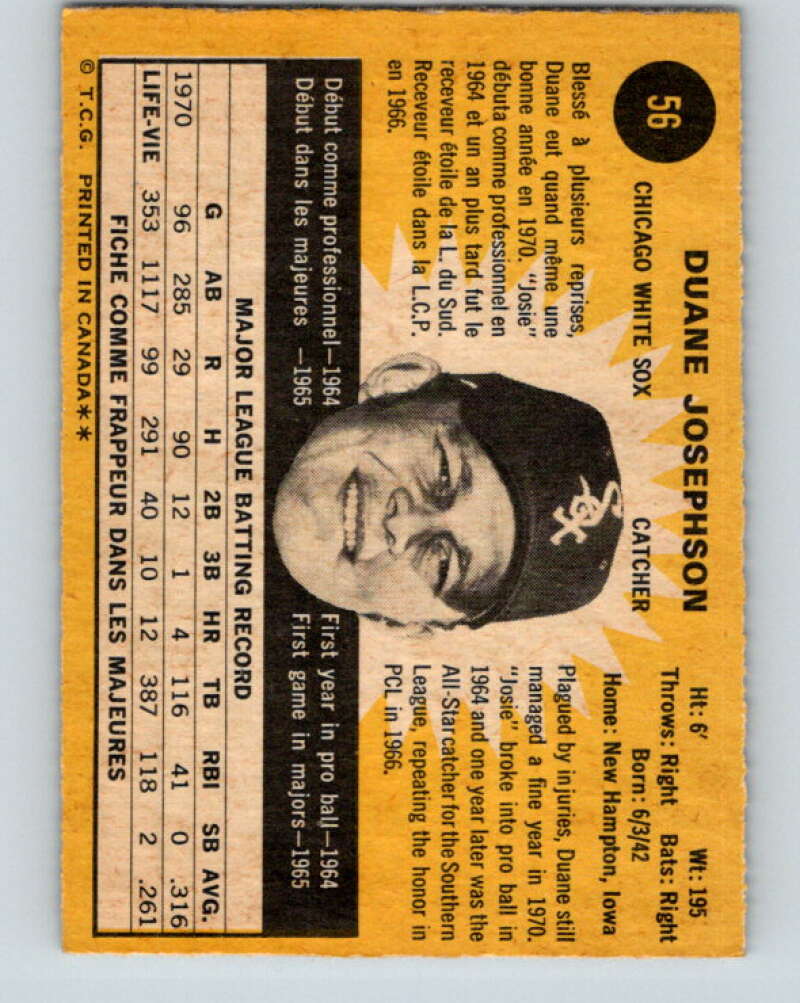 56
DUANE JOSEPHSON
CHICAGO WHITE SOX CATCHER
Ht: 6′ Wt: 195
Throws: Right Bats: Right
Born: 6/3/42
Home: New Hampton, Iowa
Blessé à plusieurs reprises,
Duane eut quand même une
bonne année en 1970. "Josie"
débuta comme professionnel en
1964 et un an plus tard fut le
receveur étoile de la L. du Sud.
Receveur étoile dans la L.C.P.
en 1966.
Plagued by injuries, Duane still
managed a fine year in 1970.
"Josie" broke into pro ball in
1964 and one year later was the
All-Star catcher for the Southern
League, repeating the honor in
PCL in 1966.
Début comme professionnel—1964
Début dans les majeures —1965
First year in pro ball—1964
First game in majors—1965
MAJOR LEAGUE BATTING RECORD
G AB R H 2B 3B HR TB RBI SB AVG.
1970 96 285 29 90 12 1 4 116 41 0 .316
LIFE-VIE 353 1117 99 291 40 10 12 387 118 2 .261
FICHE COMME FRAPPEUR DANS LES MAJEURES
© T.C.G. PRINTED IN CANADA**